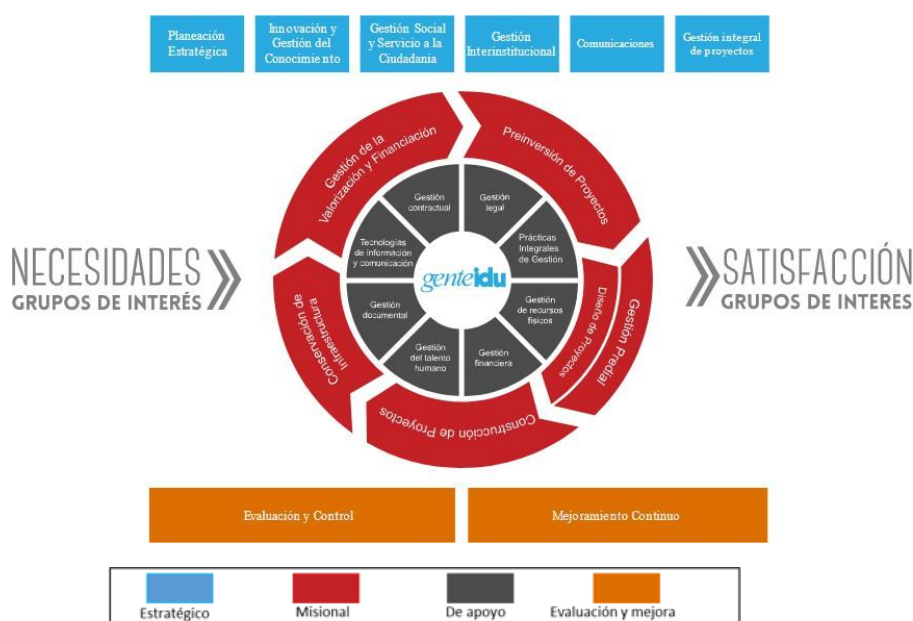 Planeación
Estratégica
Innovación y
Gestión del
Conocimiento
Gestión Social
y Servicio a la
Ciudadania
Gestión
Interinstitucional
Comunicaciones
Gestión integral
de proyectos
Gestión de la
Valorización y Financiación
Preinversión de Proyectos
Gestión
contractual
Gestión
legal
Tecnologías
de información
y comunicación
Prácticas
Integrales
de Gestión
NECESIDADES
GRUPOS DE INTERÉS
genteidu
SATISFACCIÓN
GRUPOS DE INTERES
Gestión
documental
Gestión
de recursos
físicos
Gestión
del talento
humano
Gestión
financiera
Conservación de
Infraestructura
Diseño de Proyectos
Gestión Predial
Construcción de Proyectos
Evaluación y Control
Mejoramiento Continuo
Estratégico
Misional
De apoyo
Evaluación y mejora